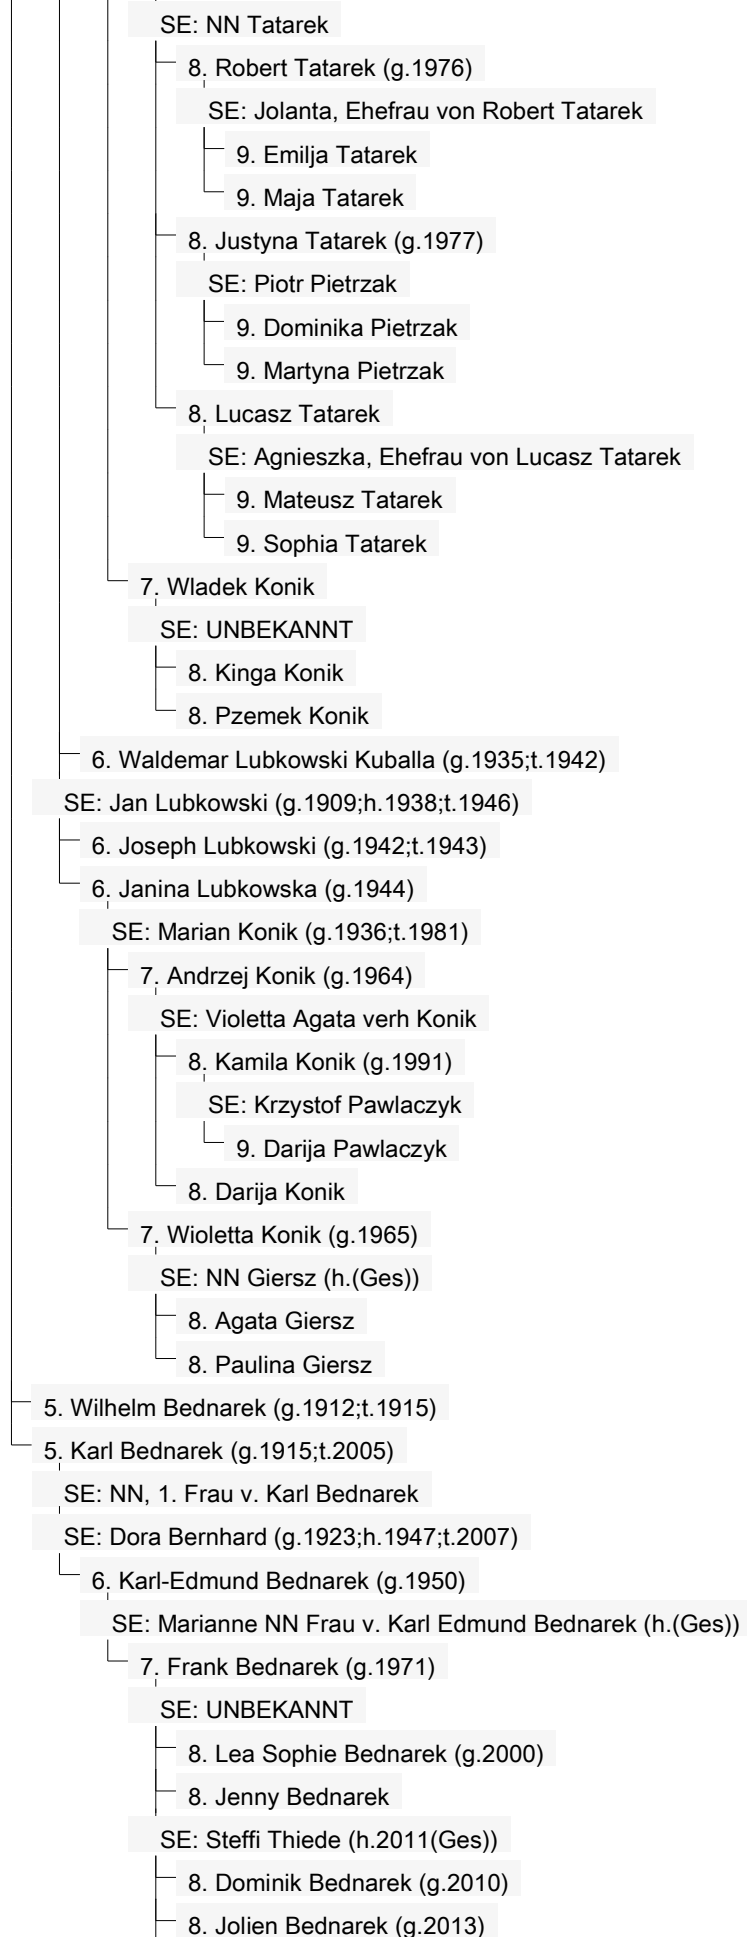 SE: NN Tatarek
8. Robert Tatarek (g.1976)
SE: Jolanta, Ehefrau von Robert Tatarek
9. Emilja Tatarek
9. Maja Tatarek
8. Justyna Tatarek (g.1977)
SE: Piotr Pietrzak
9. Dominika Pietrzak
9. Martyna Pietrzak
8. Lucasz Tatarek
SE: Agnieszka, Ehefrau von Lucasz Tatarek
9. Mateusz Tatarek
9. Sophia Tatarek
7. Wladek Konik
SE: UNBEKANNT
8. Kinga Konik
8. Pzemek Konik
6. Waldemar Lubkowski Kuballa (g.1935;t.1942)
SE: Jan Lubkowski (g.1909;h.1938;t.1946)
6. Joseph Lubkowski (g.1942;t.1943)
6. Janina Lubkowska (g.1944)
SE: Marian Konik (g.1936;t.1981)
7. Andrzej Konik (g.1964)
SE: Violetta Agata verh Konik
8. Kamila Konik (g.1991)
SE: Krzystof Pawlaczyk
9. Darija Pawlaczyk
8. Darija Konik
7. Wioletta Konik (g.1965)
SE: NN Giersz (h.(Ges))
8. Agata Giersz
8. Paulina Giersz
5. Wilhelm Bednarek (g.1912;t.1915)
5. Karl Bednarek (g.1915;t.2005)
SE: NN, 1. Frau v. Karl Bednarek
SE: Dora Bernhard (g.1923;h.1947;t.2007)
6. Karl-Edmund Bednarek (g.1950)
SE: Marianne NN Frau v. Karl Edmund Bednarek (h.(Ges))
7. Frank Bednarek (g.1971)
SE: UNBEKANNT
8. Lea Sophie Bednarek (g.2000)
8. Jenny Bednarek
SE: Steffi Thiede (h.2011(Ges))
8. Dominik Bednarek (g.2010)
8. Jolien Bednarek (g.2013)